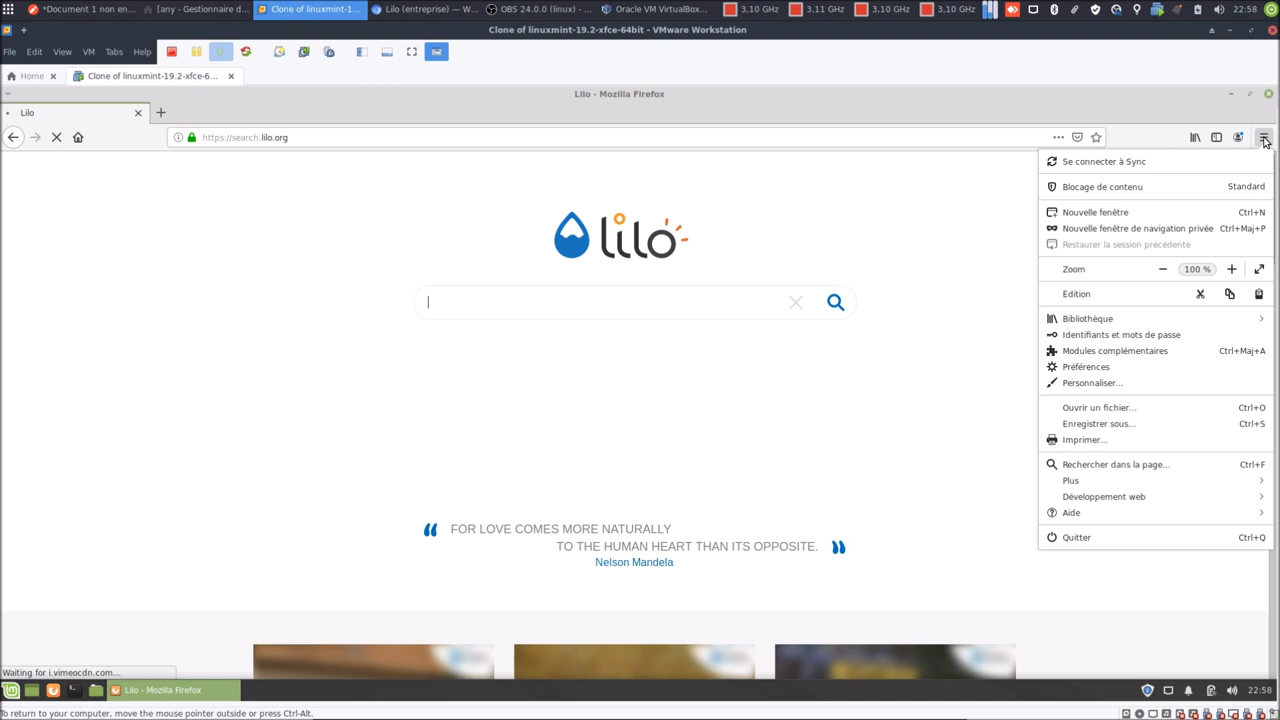 *Document 1 non en...
[any - Gestionnaire d...
Clone of linuxmint-1...
Lilo (entreprise) — W...
OBS 24.0.0 (linux) - ...
Oracle VM VirtualBox...
3,10 GHz
3,11 GHz
3,10 GHz
3,10 GHz
22:58
Clone of linuxmint-19.2-xfce-64bit - VMware Workstation
File Edit View VM Tabs Help
Home
Clone of linuxmint-19.2-xfce-6...
Lilo - Mozilla Firefox
Lilo
https://search.lilo.org
Se connecter à Sync
Blocage de contenu Standard
Nouvelle fenêtre Ctrl+N
Nouvelle fenêtre de navigation privée Ctrl+Maj+P
Restaurer la session précédente
Zoom 100 %
Édition
Bibliothèque
Identifiants et mots de passe
Modules complémentaires Ctrl+Maj+A
Préférences
Personnaliser...
Ouvrir un fichier... Ctrl+O
Enregistrer sous... Ctrl+S
Imprimer...
Rechercher dans la page... Ctrl+F
Plus
Développement web
Aide
Quitter Ctrl+Q
lilo
“ FOR LOVE COMES MORE NATURALLY
TO THE HUMAN HEART THAN ITS OPPOSITE. ”
Nelson Mandela
Waiting for i.vimeocdn.com...
Lilo - Mozilla Firefox
22:58
To return to your computer, move the mouse pointer outside or press Ctrl-Alt.